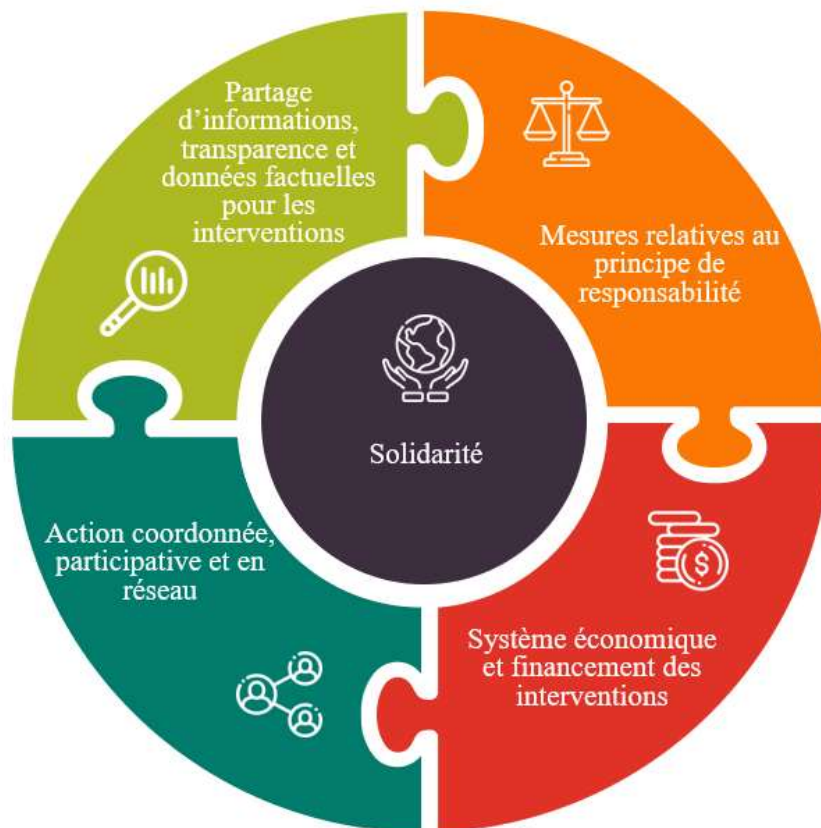 Partage
d’informations,
transparence et
données factuelles
pour les
interventions
Mesures relatives au
principe de
responsabilité
Solidarité
Action coordonnée,
participative et en
réseau
$
Système économique
et financement des
interventions